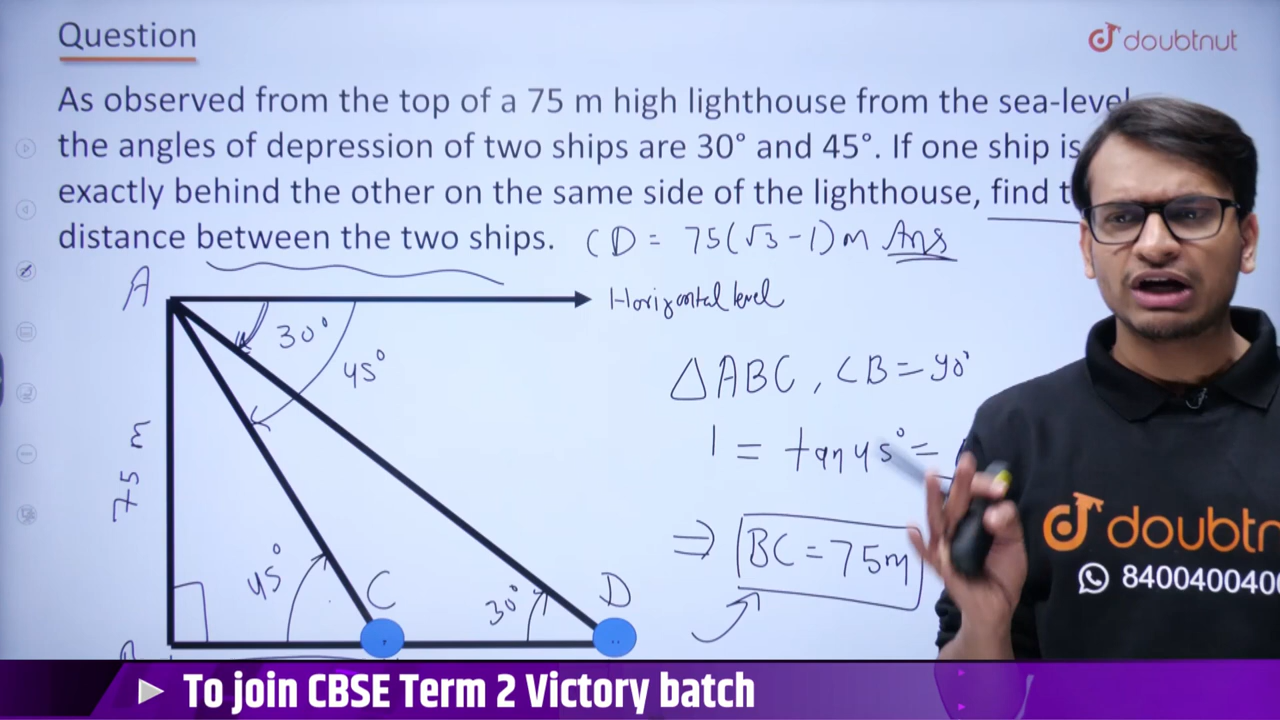 Question
doubtnut
As observed from the top of a 75 m high lighthouse from the sea-level
the angles of depression of two ships are 30° and 45°. If one ship is
exactly behind the other on the same side of the lighthouse, find t
distance between the two ships. CD = 75(√3-1)m Ans
A
Horizontal level
30°
45°
△ABC, ∠B=90°
75 m
1 = tan45° =
⇒ BC=75m
45°
C
30°
D
doubtn
840040040
► To join CBSE Term 2 Victory batch